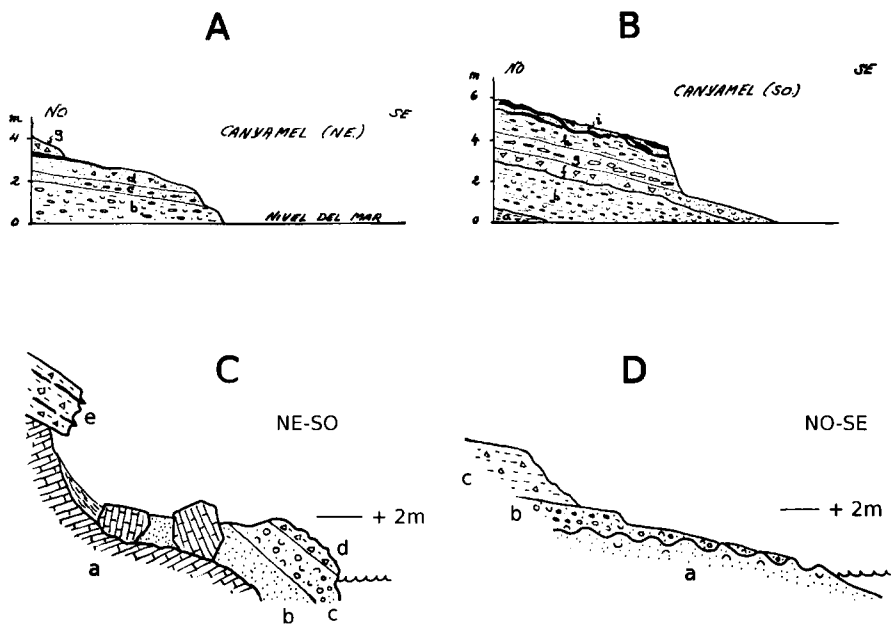 A
B
m
NO
SE
CANYAMEL (NE.)
4
g
d
2
c
b
0
NIVEL DEL MAR
m
NO
SE
CANYAMEL (SO.)
6
i
4
h
g
f
2
b
0
a
C
D
NE-SO
NO-SE
e
+ 2m
d
a
b
c
c
+ 2m
b
a